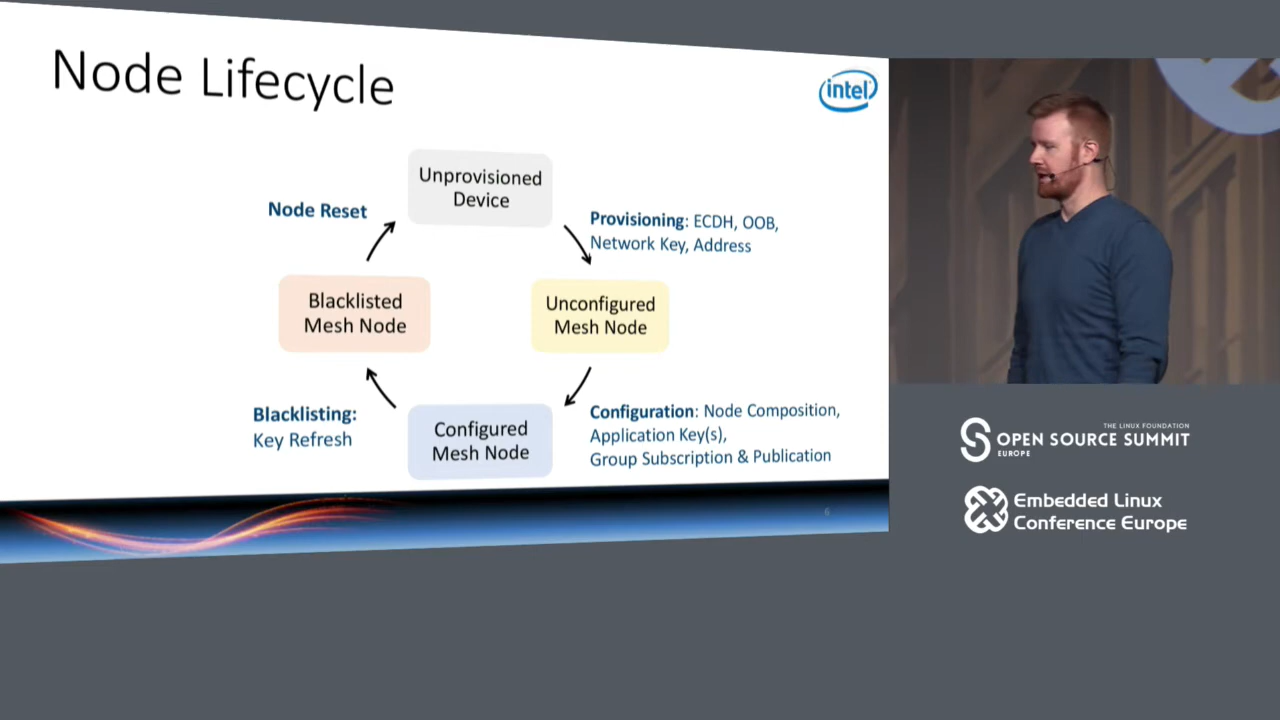 Node Lifecycle
intel
Unprovisioned
Device
Node Reset
Provisioning: ECDH, OOB,
Network Key, Address
Blacklisted
Mesh Node
Unconfigured
Mesh Node
Blacklisting:
Key Refresh
Configured
Mesh Node
Configuration: Node Composition,
Application Key(s),
Group Subscription & Publication
6
THE LINUX FOUNDATION
OPEN SOURCE SUMMIT
EUROPE
Embedded Linux
Conference Europe